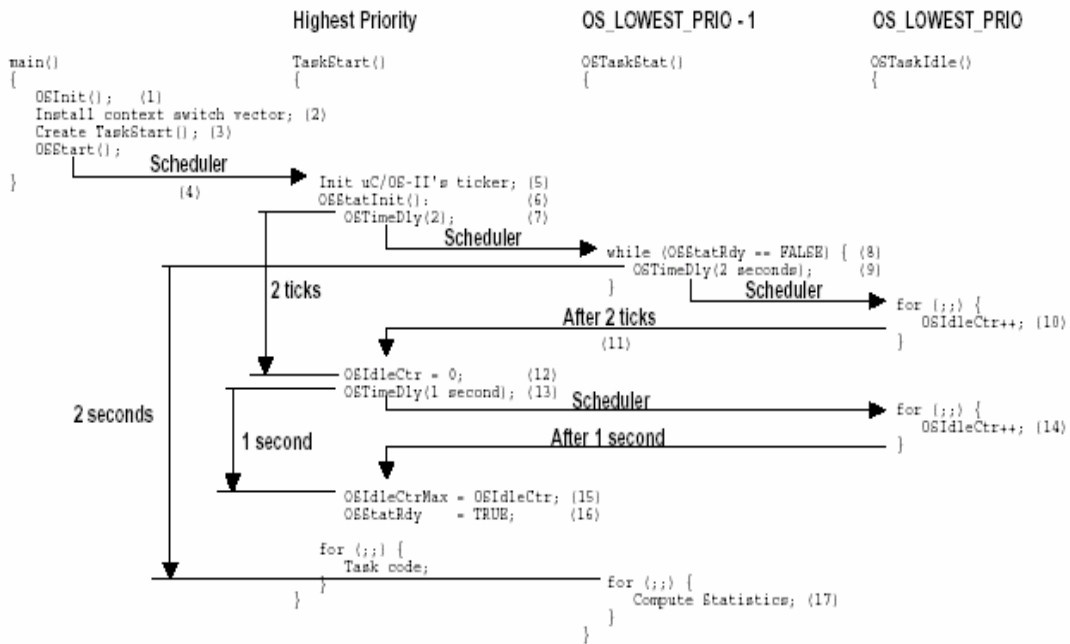 Highest Priority OS_LOWEST_PRIO - 1 OS_LOWEST_PRIO
main() TaskStart() OSTaskStat() OSTaskIdle()
{ { { {
OSInit(); (1)
Install context switch vector; (2)
Create TaskStart(); (3)
OSStart();
Scheduler
} (4)
Init uC/OS-II's ticker; (5)
OSStatInit(): (6)
OSTimeDly(2); (7)
Scheduler
while (OSStatRdy == FALSE) { (8)
OSTimeDly(2 seconds); (9)
}
2 ticks
Scheduler
for (;;) {
OSIdleCtr++; (10)
}
After 2 ticks
(11)
OSIdleCtr = 0; (12)
OSTimeDly(1 second); (13)
Scheduler
2 seconds
for (;;) {
OSIdleCtr++; (14)
}
1 second
After 1 second
OSIdleCtrMax = OSIdleCtr; (15)
OSStatRdy = TRUE; (16)
for (;;) {
Task code;
}
}
for (;;) {
Compute Statistics; (17)
}
}